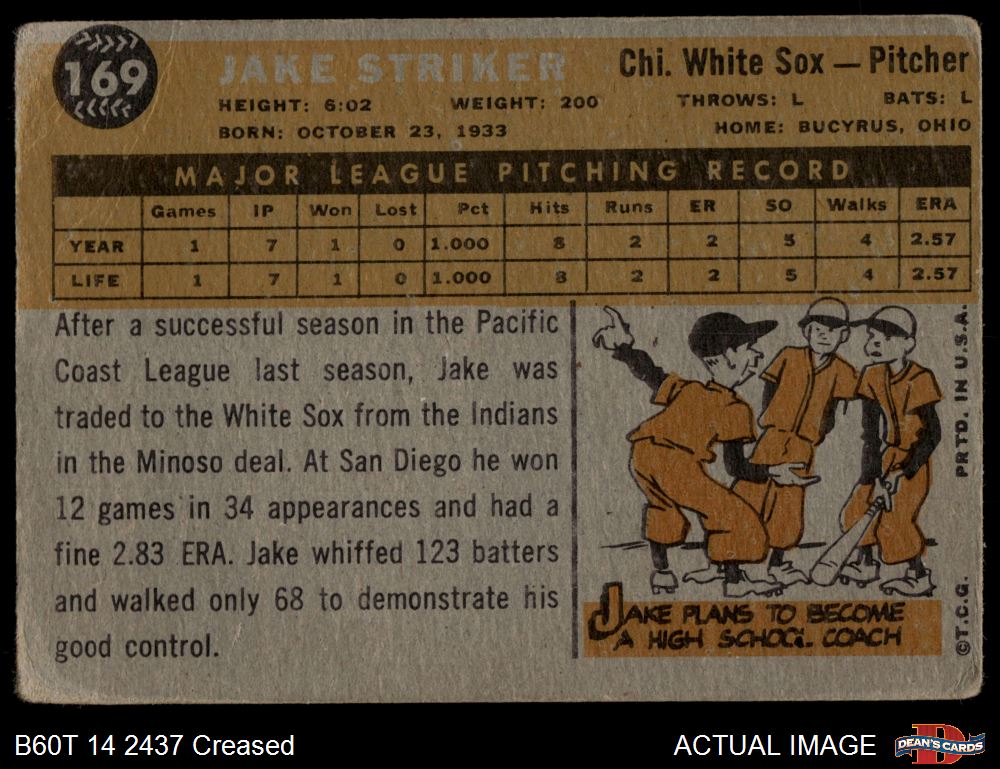 169
JAKE STRIKER
Chi. White Sox — Pitcher
HEIGHT: 6:02 WEIGHT: 200 THROWS: L BATS: L
BORN: OCTOBER 23, 1933 HOME: BUCYRUS, OHIO
MAJOR LEAGUE PITCHING RECORD
Games IP Won Lost Pct Hits Runs ER SO Walks ERA
YEAR 1 7 1 0 1.000 8 2 2 5 4 2.57
LIFE 1 7 1 0 1.000 8 2 2 5 4 2.57
After a successful season in the Pacific
Coast League last season, Jake was
traded to the White Sox from the Indians
in the Minoso deal. At San Diego he won
12 games in 34 appearances and had a
fine 2.83 ERA. Jake whiffed 123 batters
and walked only 68 to demonstrate his
good control.
JAKE PLANS TO BECOME
A HIGH SCHOOL COACH
©T.C.G. PRTD. IN U.S.A.
B60T 14 2437 Creased
ACTUAL IMAGE
D
DEAN'S CARDS